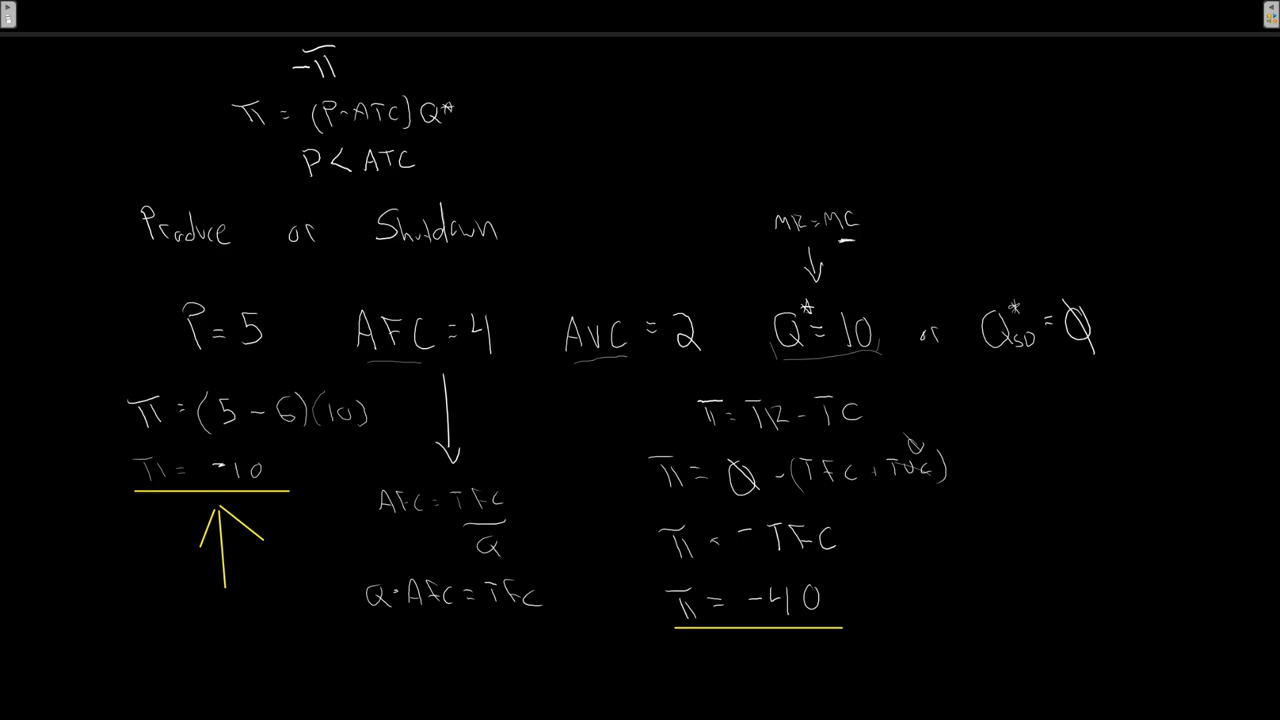 -π
π = (P-ATC)Q*
P < ATC
Produce or Shutdown
MR=MC
P=5 AFC=4 AVC=2 Q*=10 or Q*SD=0
π=(5-6)(10)
π= -10
AFC=TFC/Q
Q·AFC=TFC
π=TR-TC
π=0-(TFC+TVC) 0
π=-TFC
π=-40